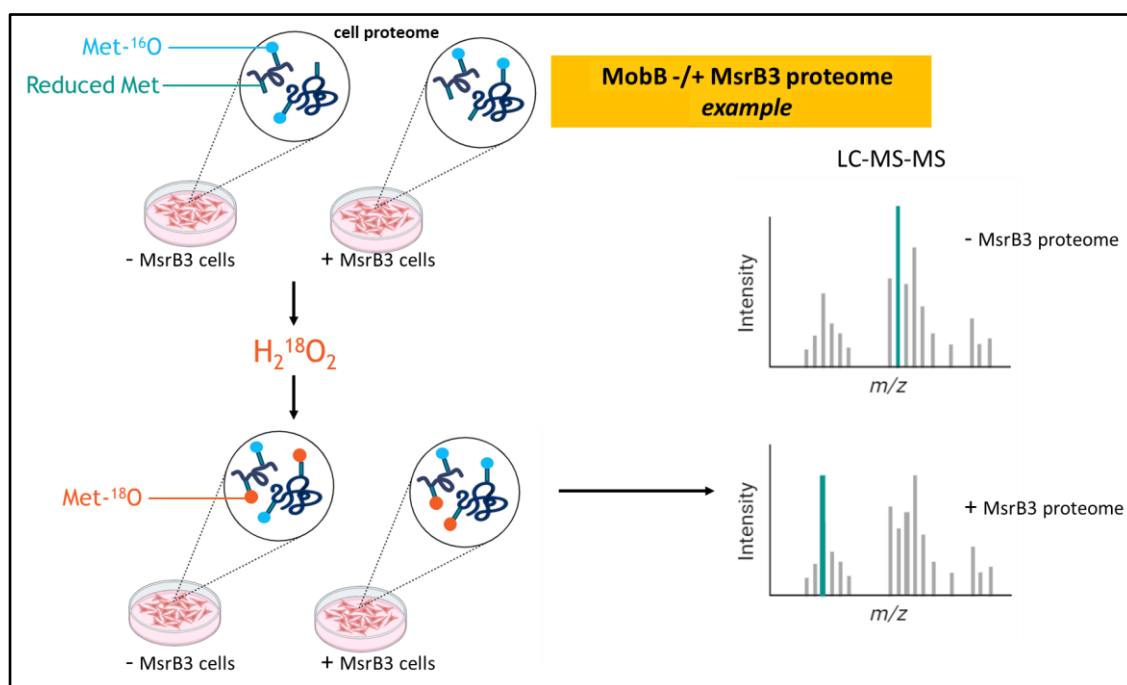 cell proteome
Met-¹⁶O
Reduced Met
MobB -/+ MsrB3 proteome
example
LC-MS-MS
- MsrB3 cells
+ MsrB3 cells
Intensity
m/z
- MsrB3 proteome
H₂¹⁸O₂
Met-¹⁸O
Intensity
m/z
+ MsrB3 proteome
- MsrB3 cells
+ MsrB3 cells